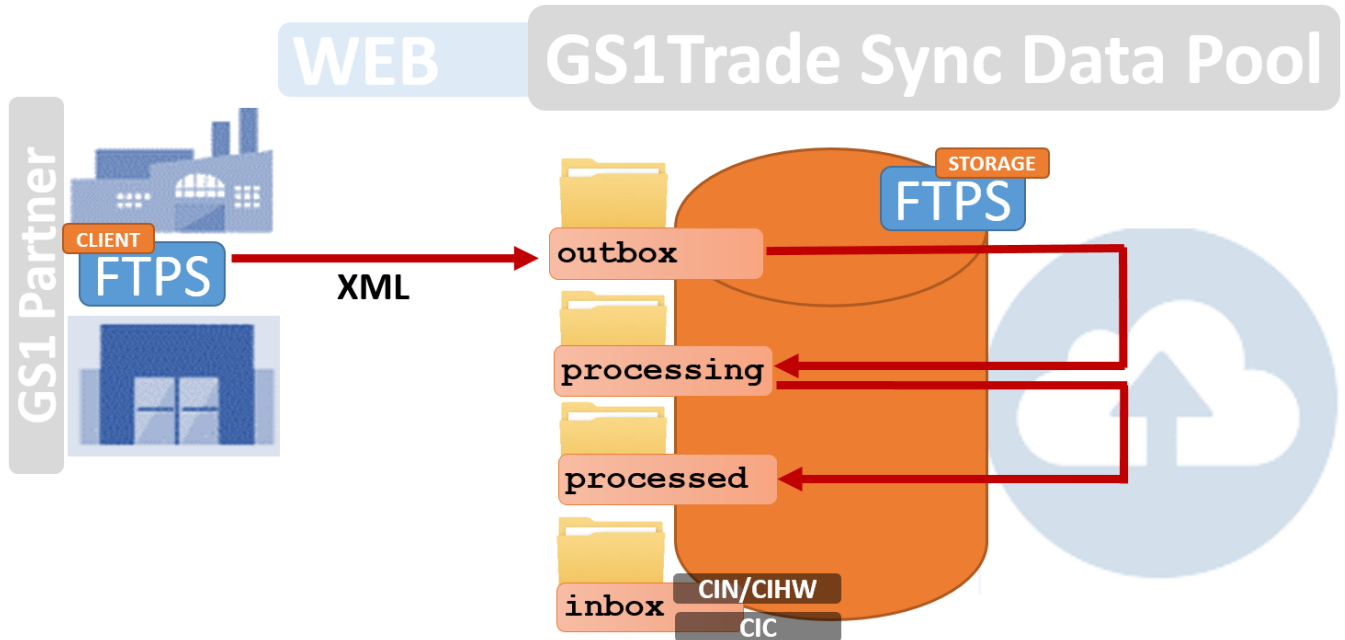 WEB
GS1Trade Sync Data Pool
GS1 Partner
STORAGE
FTPS
CLIENT
FTPS
XML
outbox
processing
processed
inbox
CIN/CIHW
CIC